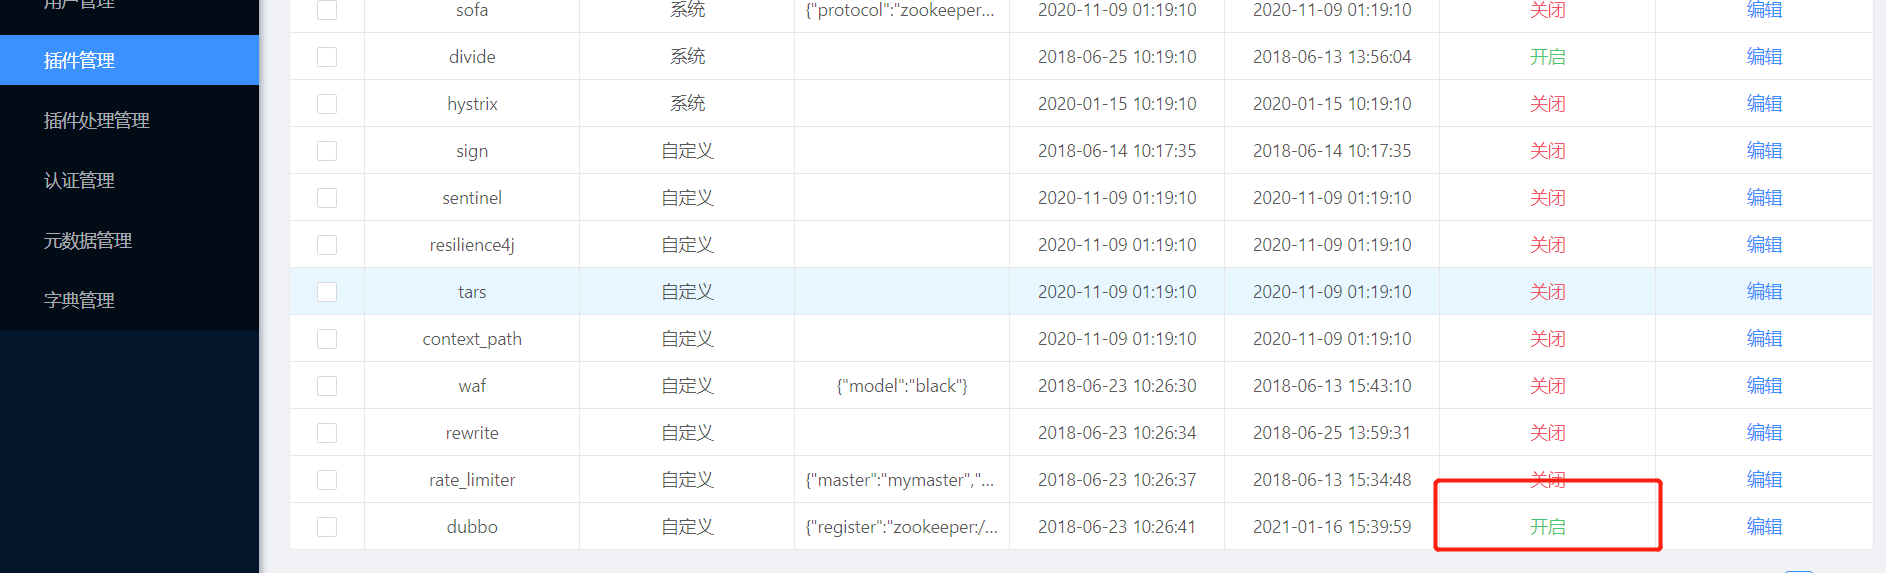 用户管理
插件管理
插件处理管理
认证管理
元数据管理
字典管理
sofa 系统 {"protocol":"zookeeper... 2020-11-09 01:19:10 2020-11-09 01:19:10 关闭 编辑
divide 系统 2018-06-25 10:19:10 2018-06-13 13:56:04 开启 编辑
hystrix 系统 2020-01-15 10:19:10 2020-01-15 10:19:10 关闭 编辑
sign 自定义 2018-06-14 10:17:35 2018-06-14 10:17:35 关闭 编辑
sentinel 自定义 2020-11-09 01:19:10 2020-11-09 01:19:10 关闭 编辑
resilience4j 自定义 2020-11-09 01:19:10 2020-11-09 01:19:10 关闭 编辑
tars 自定义 2020-11-09 01:19:10 2020-11-09 01:19:10 关闭 编辑
context_path 自定义 2020-11-09 01:19:10 2020-11-09 01:19:10 关闭 编辑
waf 自定义 {"model":"black"} 2018-06-23 10:26:30 2018-06-13 15:43:10 关闭 编辑
rewrite 自定义 2018-06-23 10:26:34 2018-06-25 13:59:31 关闭 编辑
rate_limiter 自定义 {"master":"mymaster","... 2018-06-23 10:26:37 2018-06-13 15:34:48 关闭 编辑
dubbo 自定义 {"register":"zookeeper:/... 2018-06-23 10:26:41 2021-01-16 15:39:59 开启 编辑